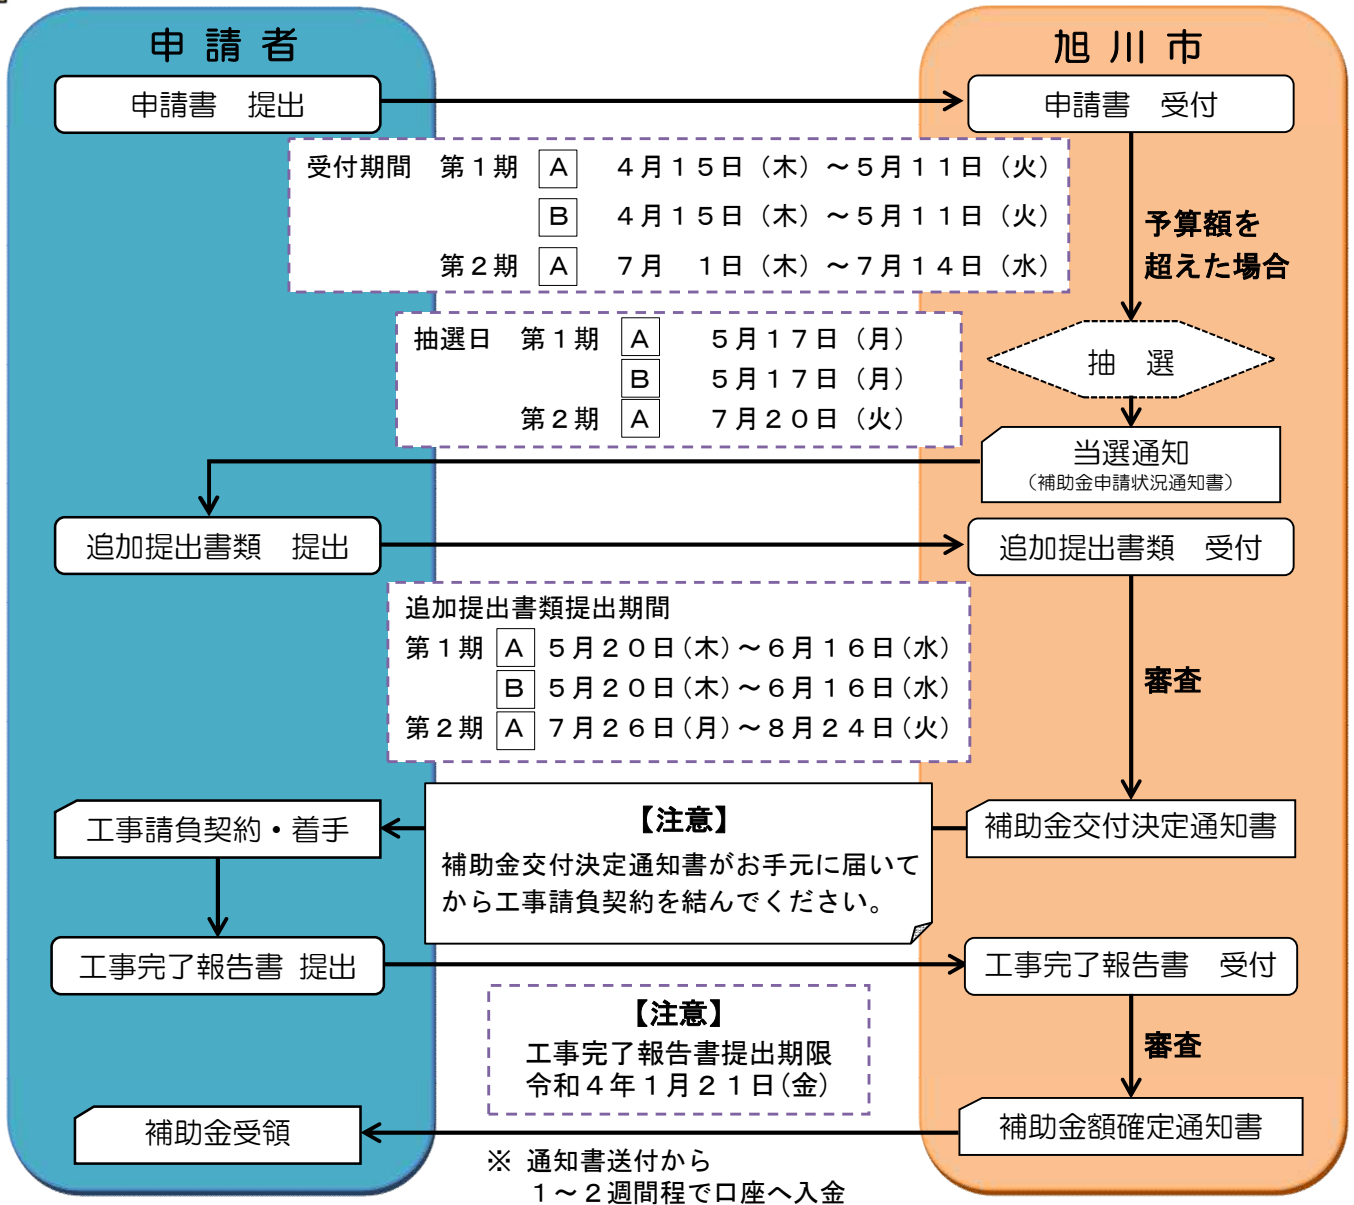 申請者
旭川市
申請書　提出
申請書　受付
受付期間　第１期 A　４月１５日（木）～５月１１日（火）
B　４月１５日（木）～５月１１日（火）
第２期 A　７月　１日（木）～７月１４日（水）
予算額を
超えた場合
抽選日　第１期 A　５月１７日（月）
B　５月１７日（月）
第２期 A　７月２０日（火）
抽　選
当選通知
（補助金申請状況通知書）
追加提出書類　提出
追加提出書類　受付
追加提出書類提出期間
第１期 A ５月２０日(木)～６月１６日(水)
B ５月２０日(木)～６月１６日(水)
第２期 A ７月２６日(月)～８月２４日(火)
審査
工事請負契約・着手
【注意】
補助金交付決定通知書がお手元に届いて
から工事請負契約を結んでください。
補助金交付決定通知書
工事完了報告書 提出
工事完了報告書　受付
【注意】
工事完了報告書提出期限
令和４年１月２１日(金)
審査
補助金受領
補助金額確定通知書
※ 通知書送付から
１～２週間程で口座へ入金